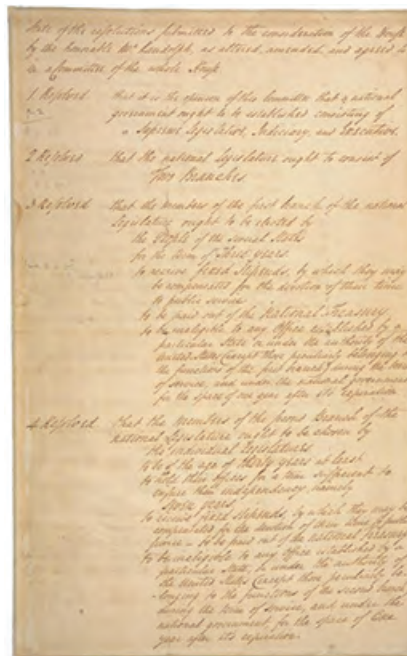 State of the resolutions submitted to the consideration of the House
by the honorable Mr. Randolph, as altered, amended, and agreed to
in a Committee of the whole House.
1 Resolved that it is the opinion of this Committee that a national
government ought to be established consisting of
a Supreme Legislative, Judiciary, and Executive.
2 Resolved that the national Legislature ought to consist of
Two Branches.
3 Resolved that the members of the first branch of the national
Legislature ought to be elected by
the People of the several States
for the term of Three years.
to receive fixed stipends, by which they may
be compensated for the devotion of their time
to public service
to be paid out of the National Treasury.
to be ineligible to any Office established by a
particular State or under the authority of the
United States (except those peculiarly belonging to
the functions of the first branch) during the term
of service, and under the national government
for the space of one year after its expiration.
4 Resolved that the members of the second Branch of the
national Legislature ought to be chosen by
the individual Legislatures.
to be of the age of thirty years at least.
to hold their offices for a term sufficient to
ensure their independency, namely
seven years.
to receive fixed stipends, by which they may be
compensated for the devotion of their time to public
service – to be paid out of the national Treasury
to be ineligible to any Office established by a
particular State, or under the authority of
the United States (except those peculiarly be-
longing to the functions of the second branch)
during the term of service, and under the
national government, for the space of One
year after its expiration.